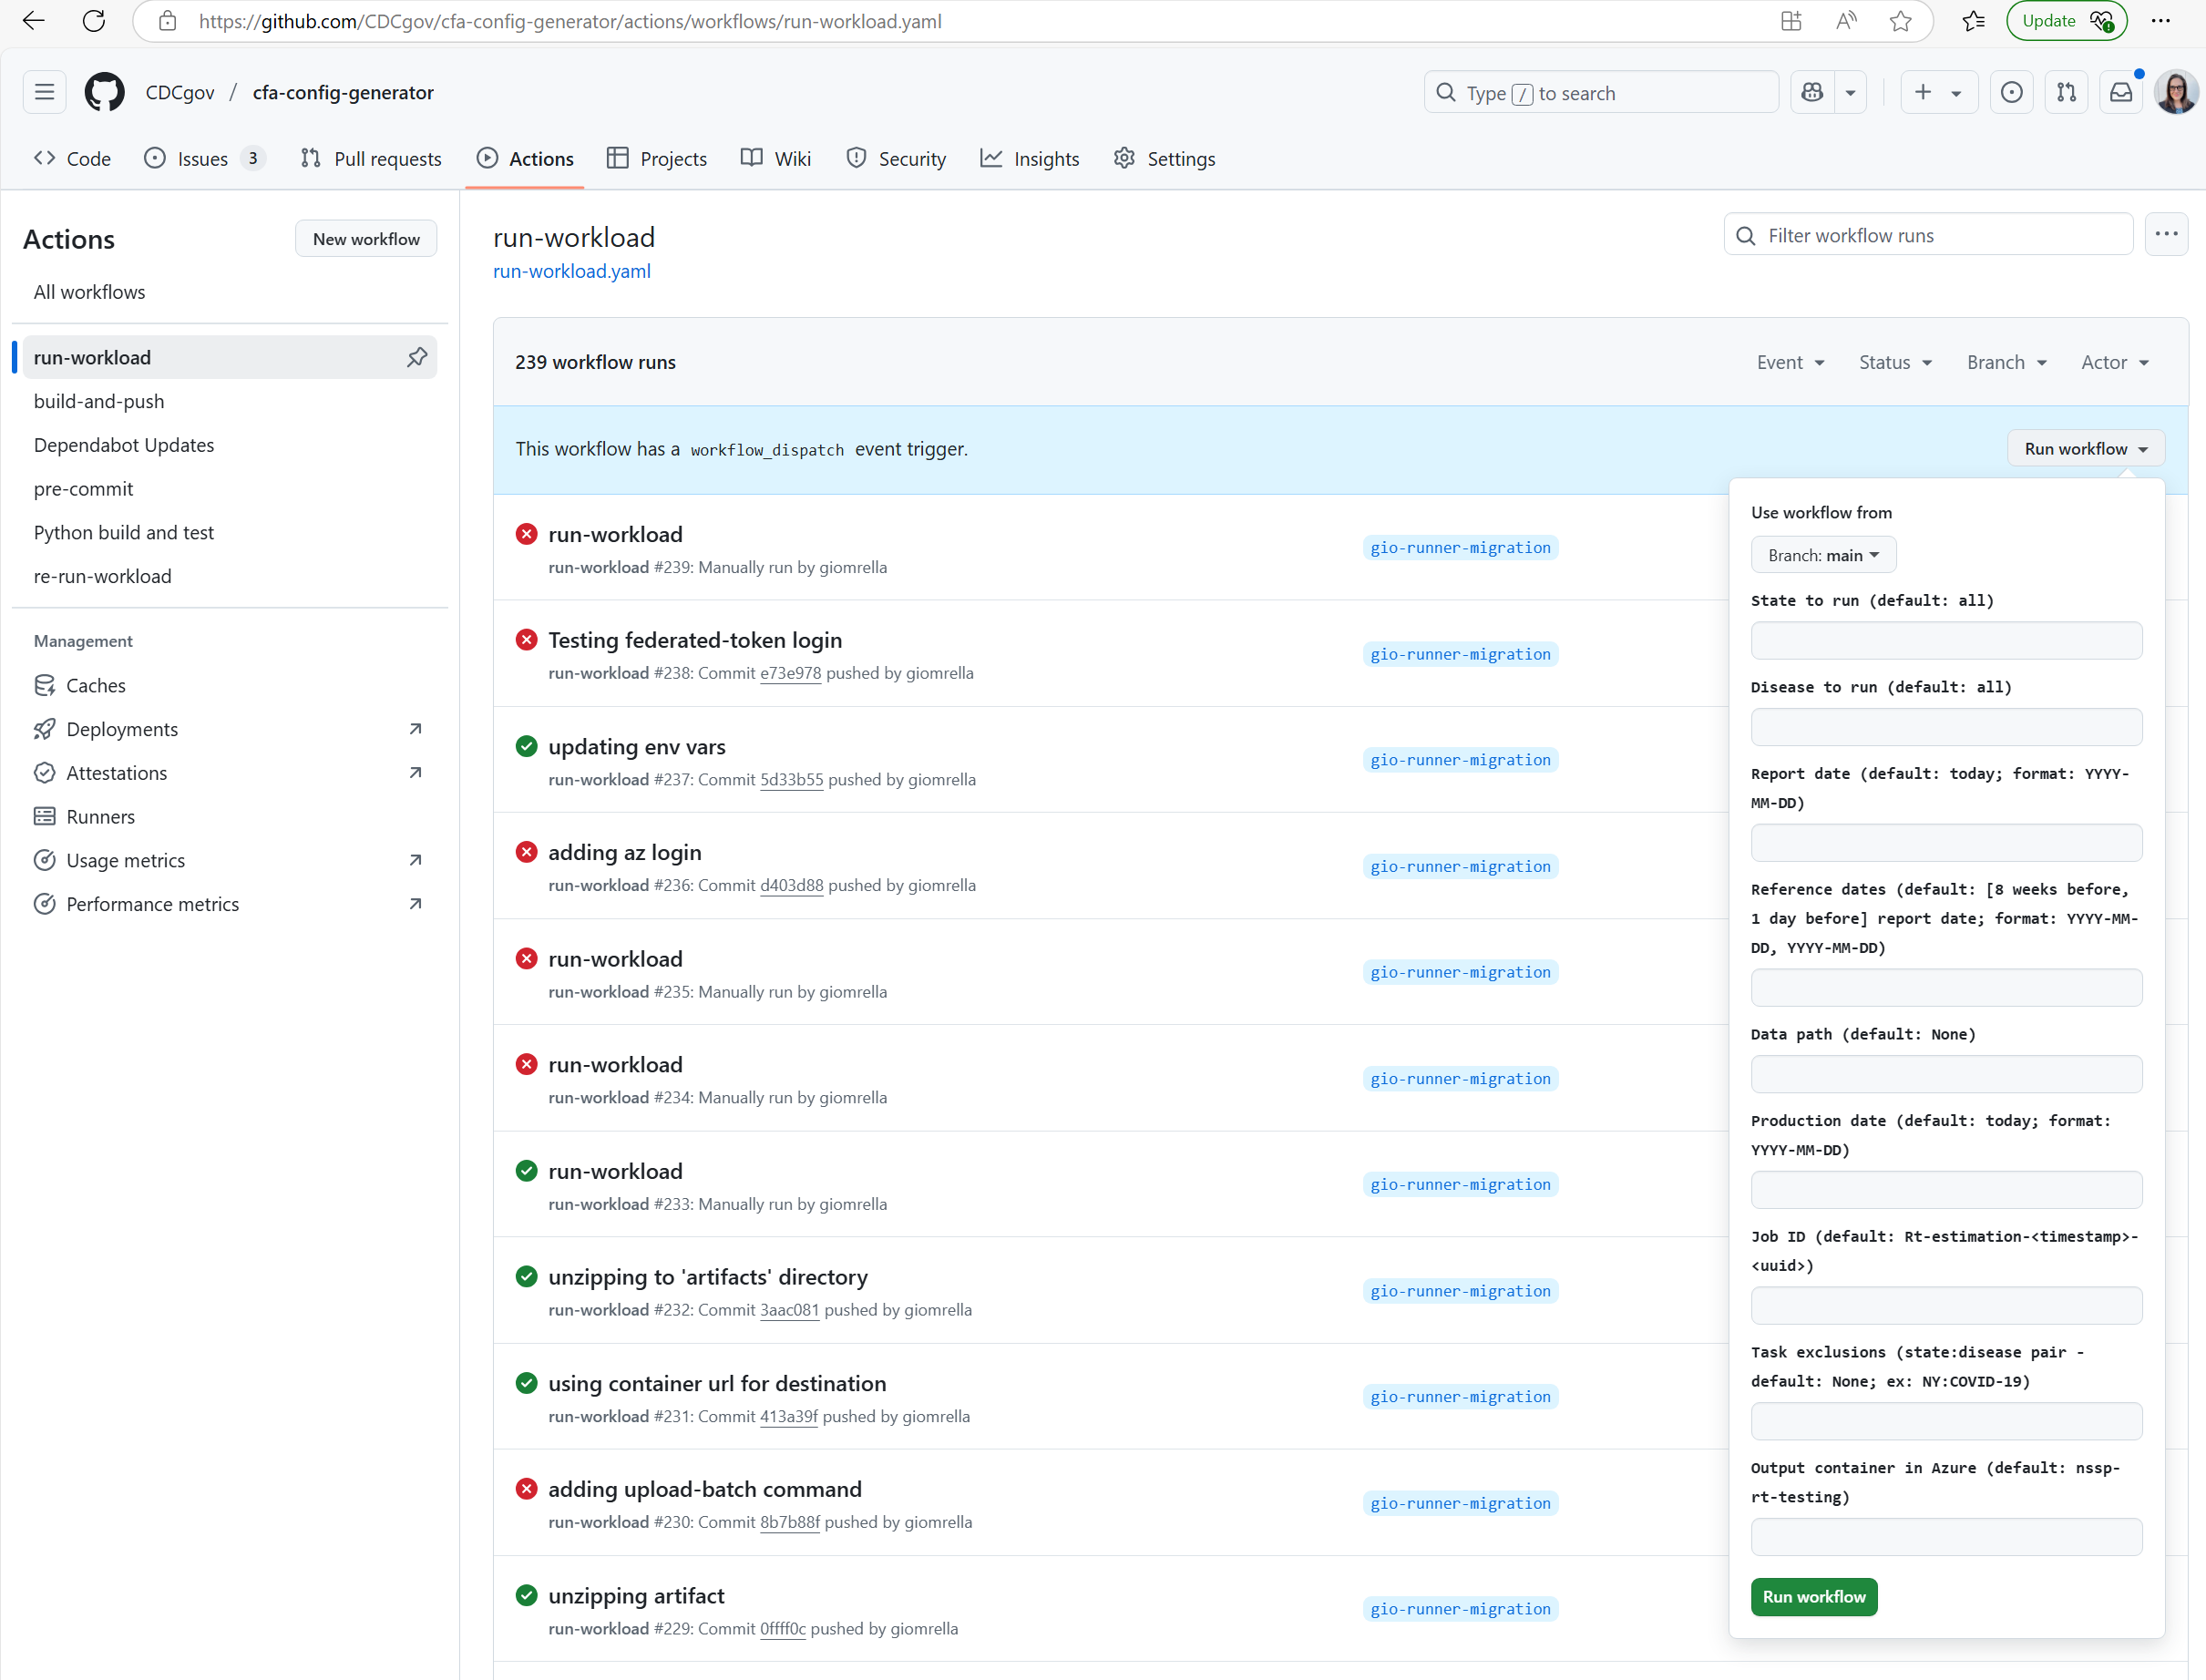 https://github.com/CDCgov/cfa-config-generator/actions/workflows/run-workload.yaml
Update
CDCgov / cfa-config-generator
Type / to search
Code
Issues 3
Pull requests
Actions
Projects
Wiki
Security
Insights
Settings
Actions
New workflow
All workflows
run-workload
build-and-push
Dependabot Updates
pre-commit
Python build and test
re-run-workload
Management
Caches
Deployments
Attestations
Runners
Usage metrics
Performance metrics
run-workload
run-workload.yaml
Filter workflow runs
239 workflow runs
Event
Status
Branch
Actor
This workflow has a workflow_dispatch event trigger.
Run workflow
run-workload
run-workload #239: Manually run by giomrella
gio-runner-migration
Testing federated-token login
run-workload #238: Commit e73e978 pushed by giomrella
gio-runner-migration
updating env vars
run-workload #237: Commit 5d33b55 pushed by giomrella
gio-runner-migration
adding az login
run-workload #236: Commit d403d88 pushed by giomrella
gio-runner-migration
run-workload
run-workload #235: Manually run by giomrella
gio-runner-migration
run-workload
run-workload #234: Manually run by giomrella
gio-runner-migration
run-workload
run-workload #233: Manually run by giomrella
gio-runner-migration
unzipping to 'artifacts' directory
run-workload #232: Commit 3aac081 pushed by giomrella
gio-runner-migration
using container url for destination
run-workload #231: Commit 413a39f pushed by giomrella
gio-runner-migration
adding upload-batch command
run-workload #230: Commit 8b7b88f pushed by giomrella
gio-runner-migration
unzipping artifact
run-workload #229: Commit 0ffff0c pushed by giomrella
gio-runner-migration
Use workflow from
Branch: main
State to run (default: all)
Disease to run (default: all)
Report date (default: today; format: YYYY-
MM-DD)
Reference dates (default: [8 weeks before,
1 day before] report date; format: YYYY-MM-
DD, YYYY-MM-DD)
Data path (default: None)
Production date (default: today; format:
YYYY-MM-DD)
Job ID (default: Rt-estimation-<timestamp>-
<uuid>)
Task exclusions (state:disease pair -
default: None; ex: NY:COVID-19)
Output container in Azure (default: nssp-
rt-testing)
Run workflow